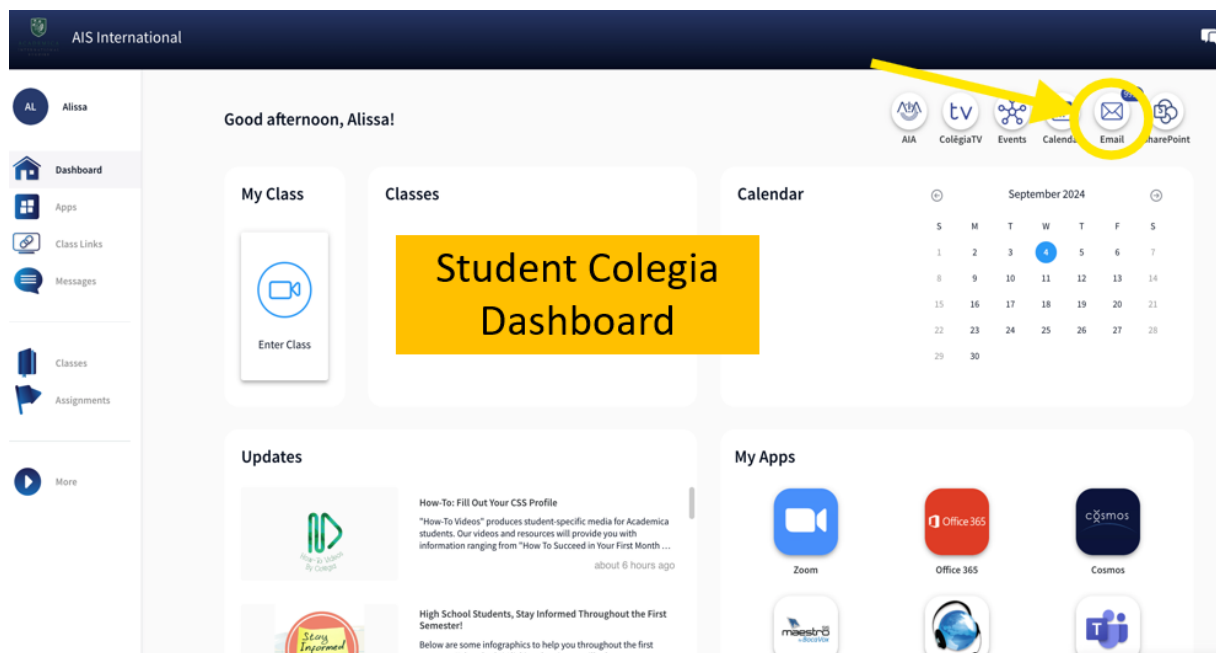 AIS International
AL
Alissa
Good afternoon, Alissa!
AIA
ColégiaTV
Events
Email
SharePoint
Dashboard
Apps
Class Links
Messages
Classes
Assignments
More
My Class
Enter Class
Classes
Student Colegia
Dashboard
Calendar
September 2024
S M T W T F S
1 2 3 4 5 6 7
8 9 10 11 12 13 14
15 16 17 18 19 20 21
22 23 24 25 26 27 28
29 30
Updates
How-To Videos
By Colegia
How-To: Fill Out Your CSS Profile
"How-To Videos" produces student-specific media for Academica
students. Our videos and resources will provide you with
information ranging from "How To Succeed in Your First Month ...
about 6 hours ago
Stay
Informed
High School Students, Stay Informed Throughout the First
Semester!
Below are some infographics to help you throughout the first
My Apps
Zoom
Office 365
Office 365
cosmos
Cosmos
maestro
T